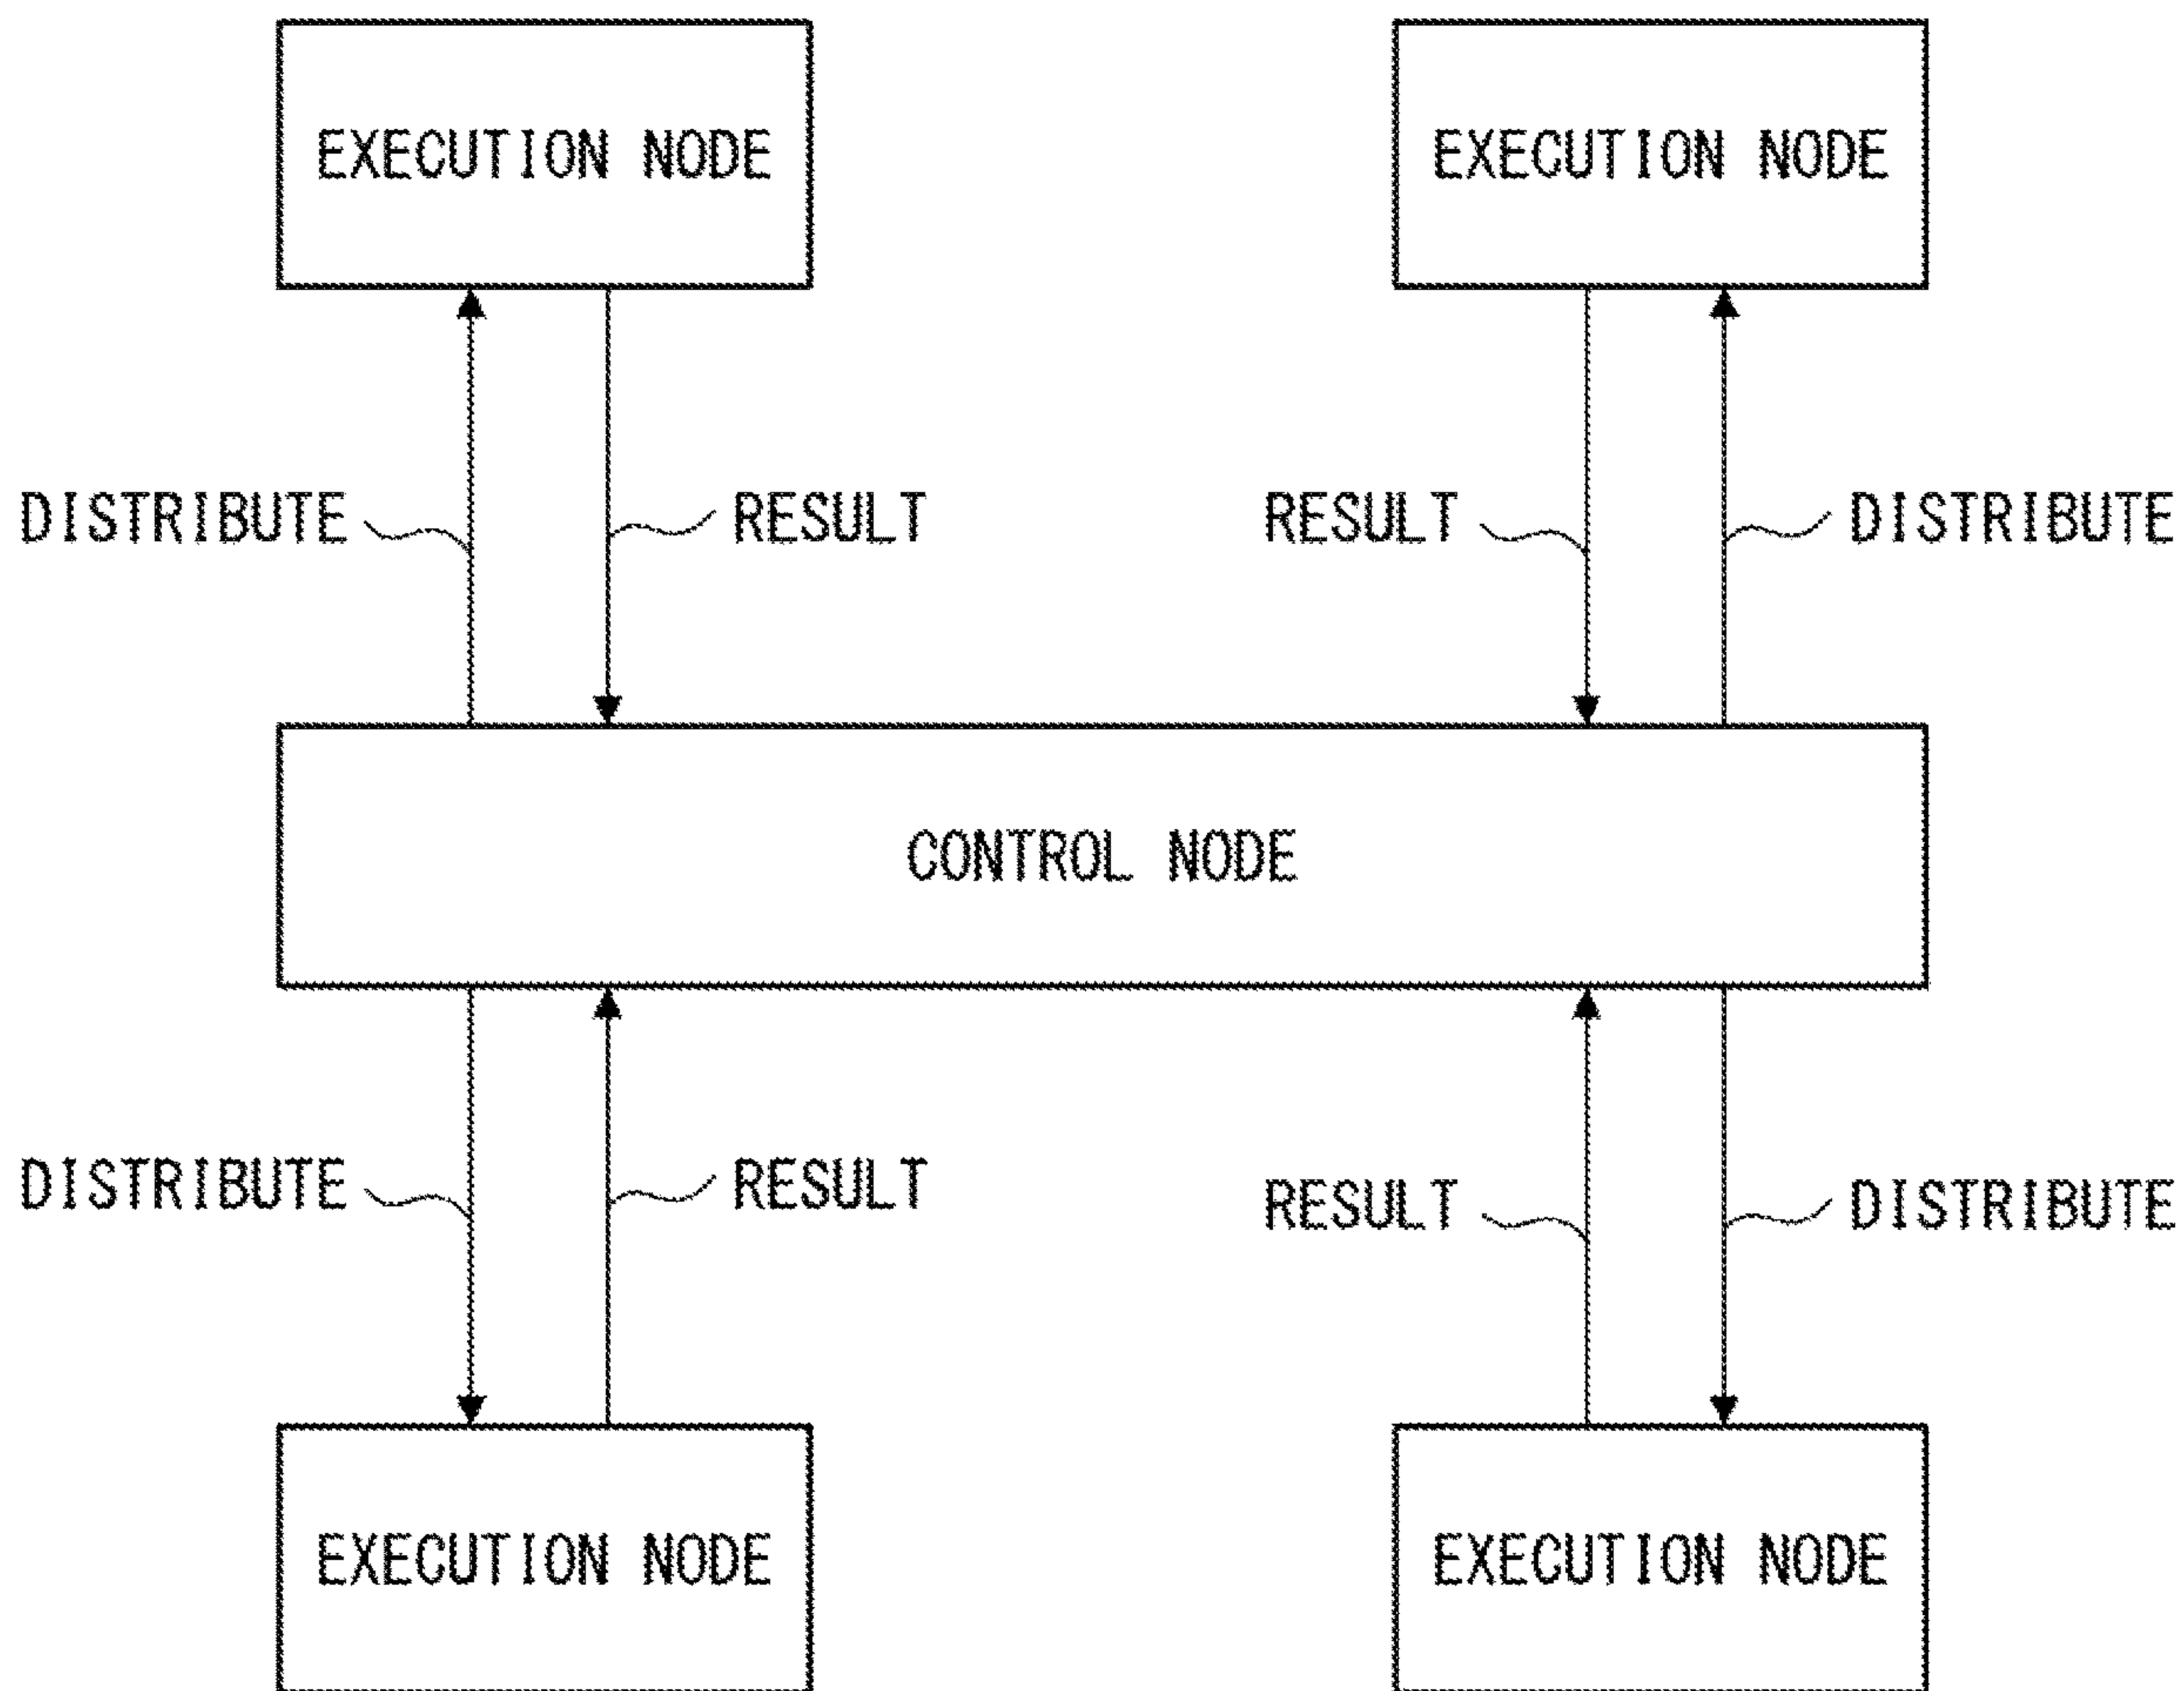 EXECUTION NODE
EXECUTION NODE
DISTRIBUTE
RESULT
RESULT
DISTRIBUTE
CONTROL NODE
DISTRIBUTE
RESULT
RESULT
DISTRIBUTE
EXECUTION NODE
EXECUTION NODE